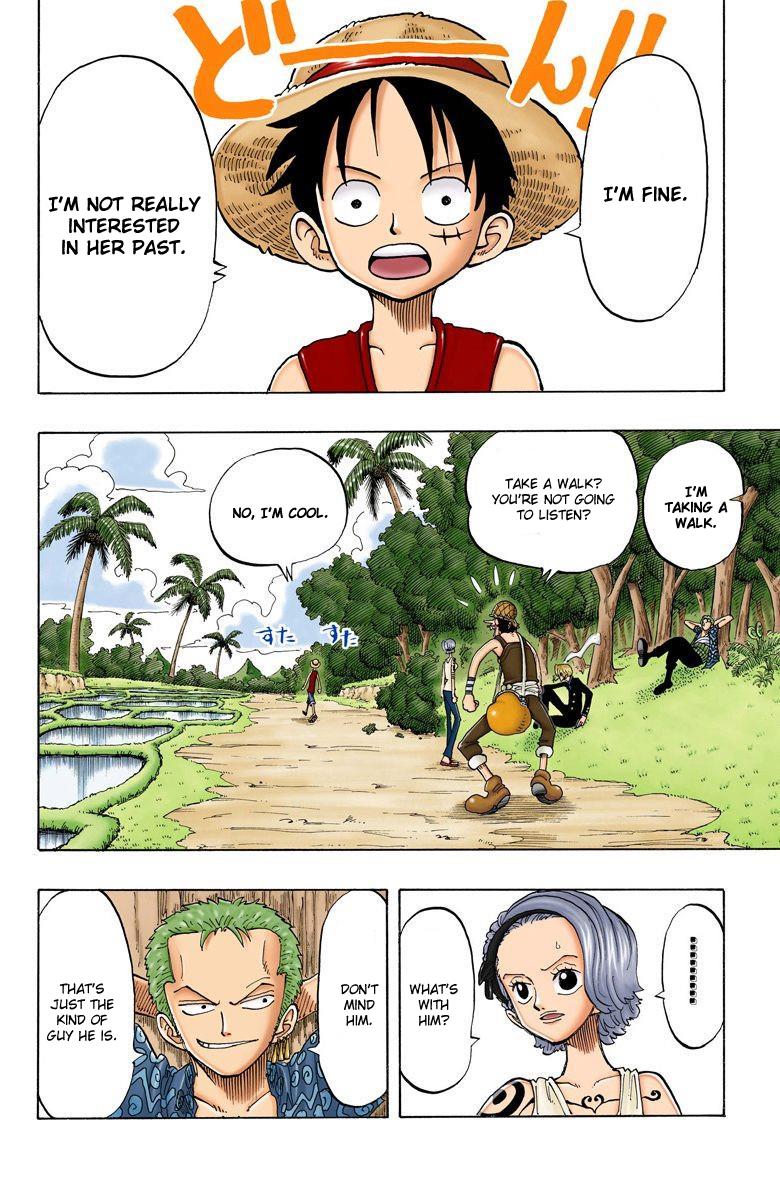 どーーん!!
I'M FINE.
I'M NOT REALLY
INTERESTED
IN HER PAST.
I'M
TAKING A
WALK.
TAKE A WALK?
YOU'RE NOT GOING
TO LISTEN?
NO, I'M COOL.
すた すた
..........
WHAT'S
WITH
HIM?
DON'T
MIND
HIM.
THAT'S
JUST THE
KIND OF
GUY HE IS.